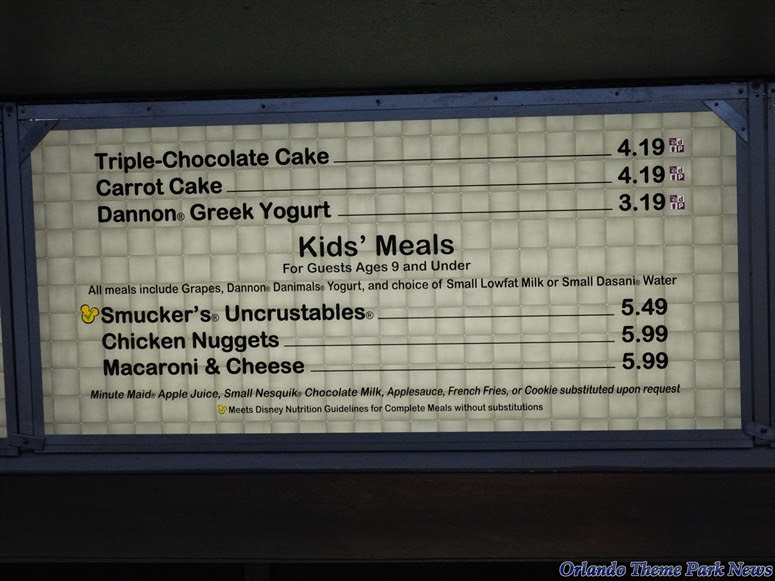 Triple-Chocolate Cake 4.19
Carrot Cake 4.19
Dannon® Greek Yogurt 3.19
Kids' Meals
For Guests Ages 9 and Under
All meals include Grapes, Dannon® Danimals® Yogurt, and choice of Small Lowfat Milk or Small Dasani® Water
Smucker's® Uncrustables® 5.49
Chicken Nuggets 5.99
Macaroni & Cheese 5.99
Minute Maid® Apple Juice, Small Nesquik® Chocolate Milk, Applesauce, French Fries, or Cookie substituted upon request
Meets Disney Nutrition Guidelines for Complete Meals without substitutions
Orlando Theme Park News